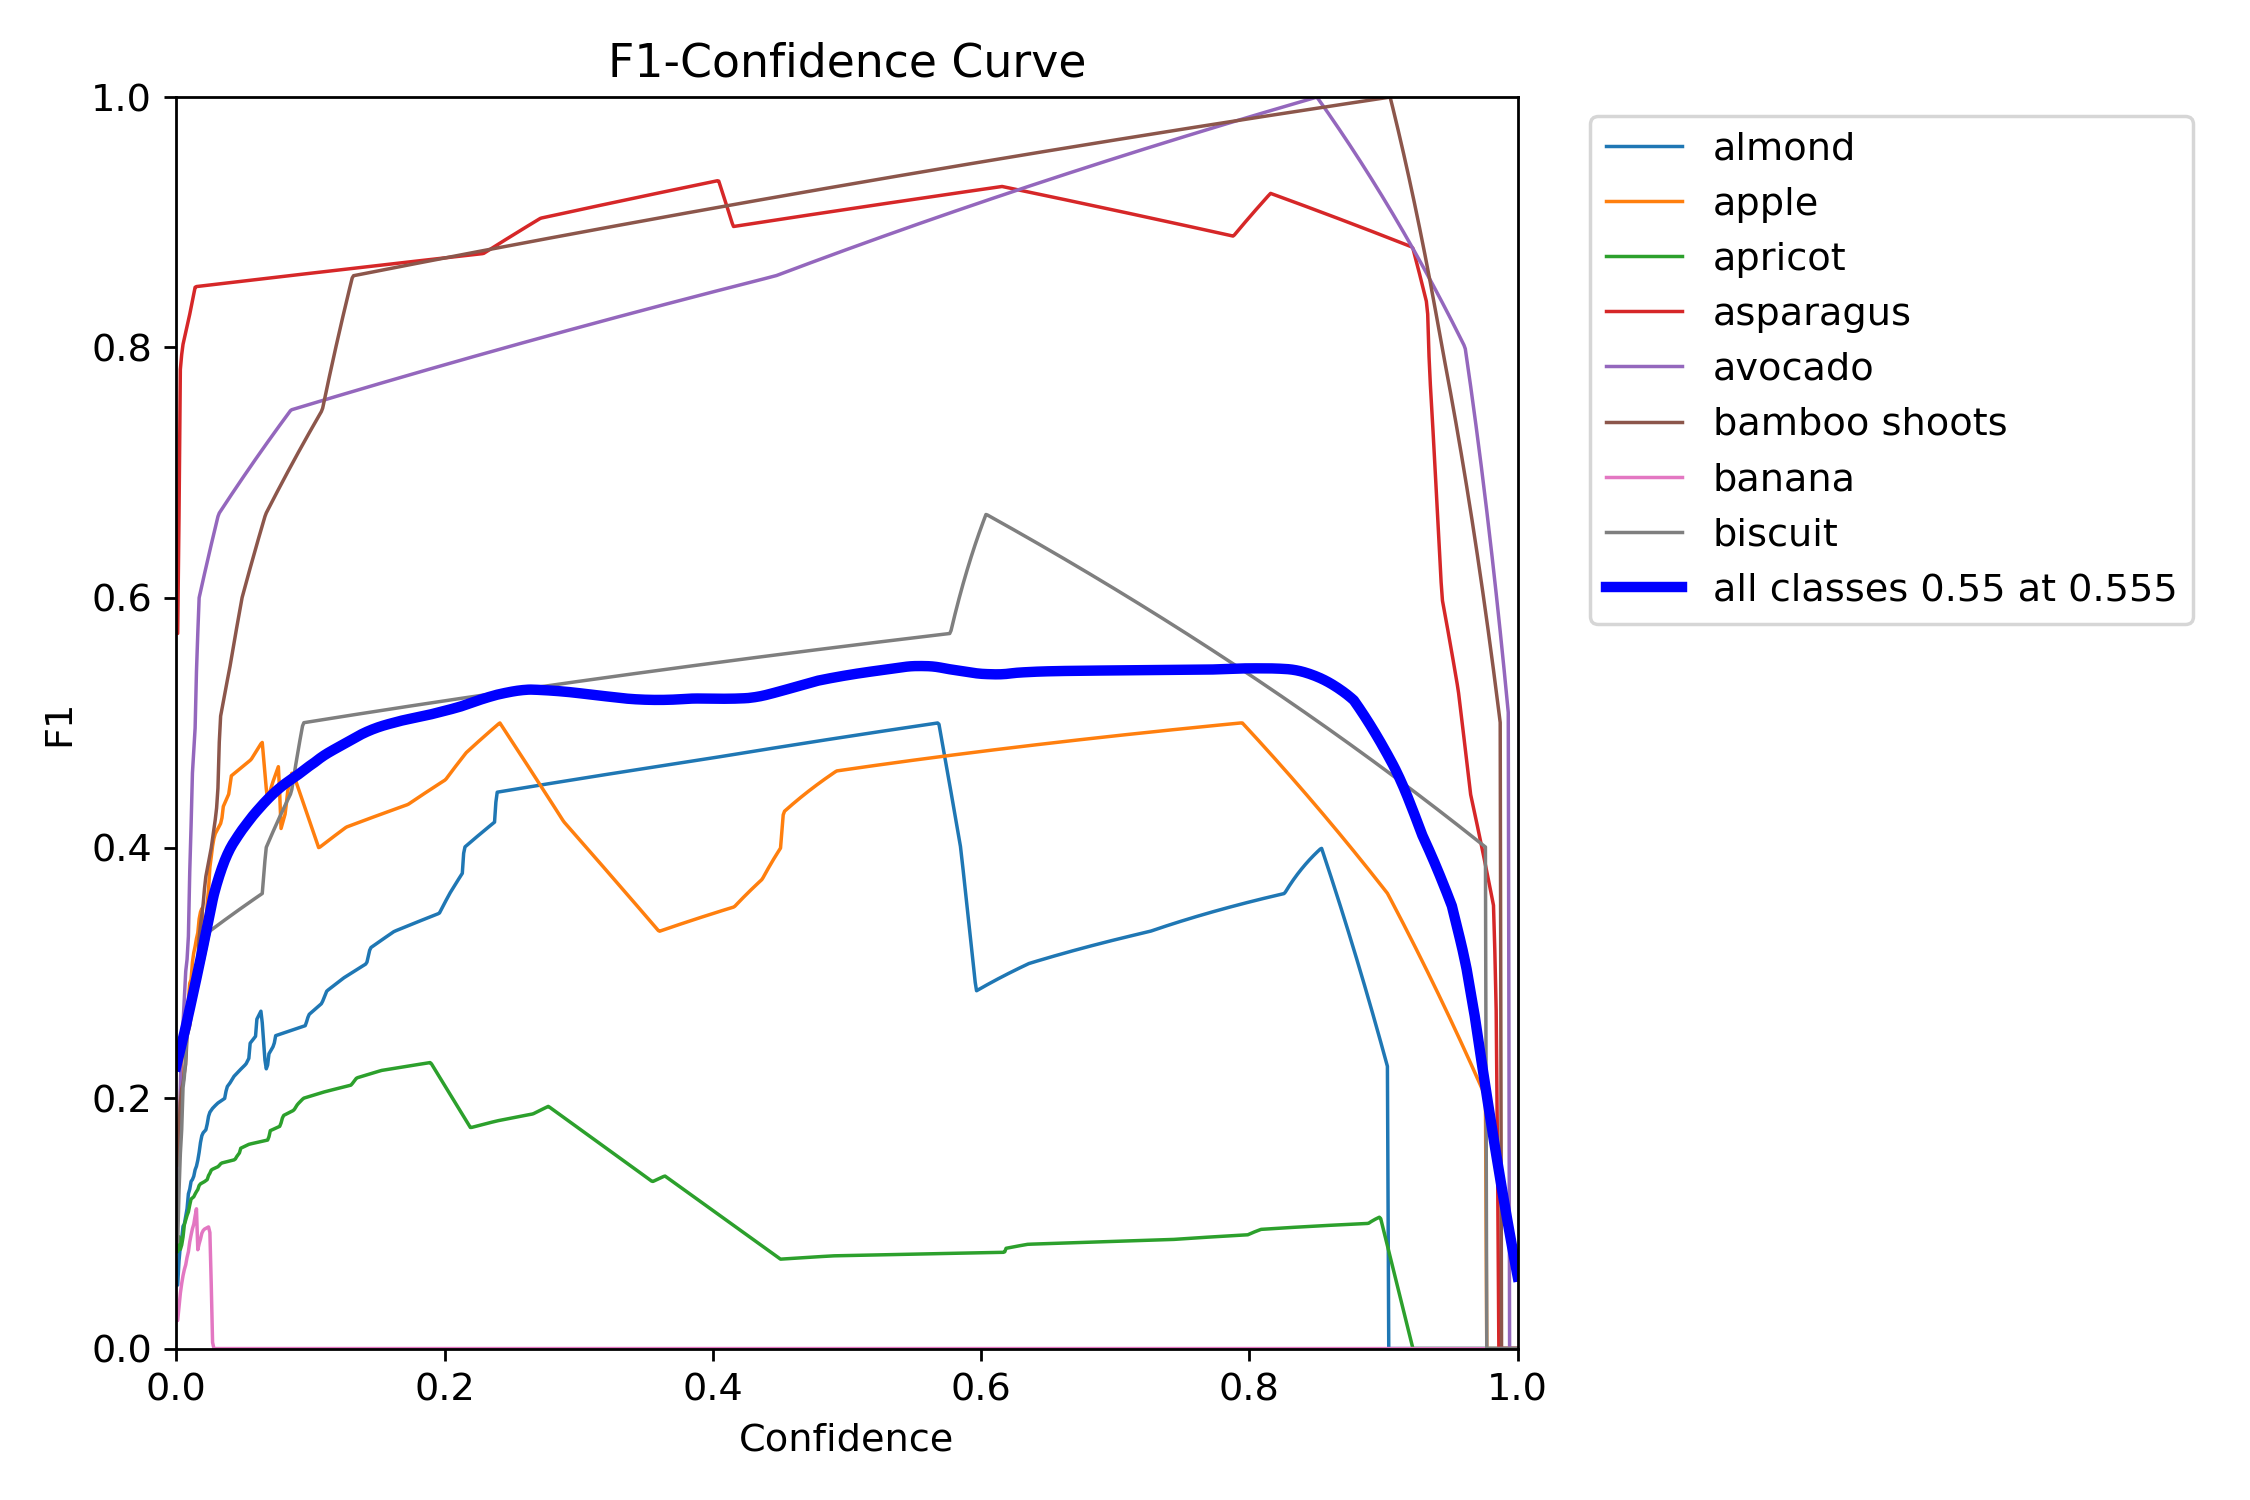 F1-Confidence Curve
1.0
0.8
0.6
0.4
0.2
0.0
F1
0.0 0.2 0.4 0.6 0.8 1.0
Confidence
almond
apple
apricot
asparagus
avocado
bamboo shoots
banana
biscuit
all classes 0.55 at 0.555